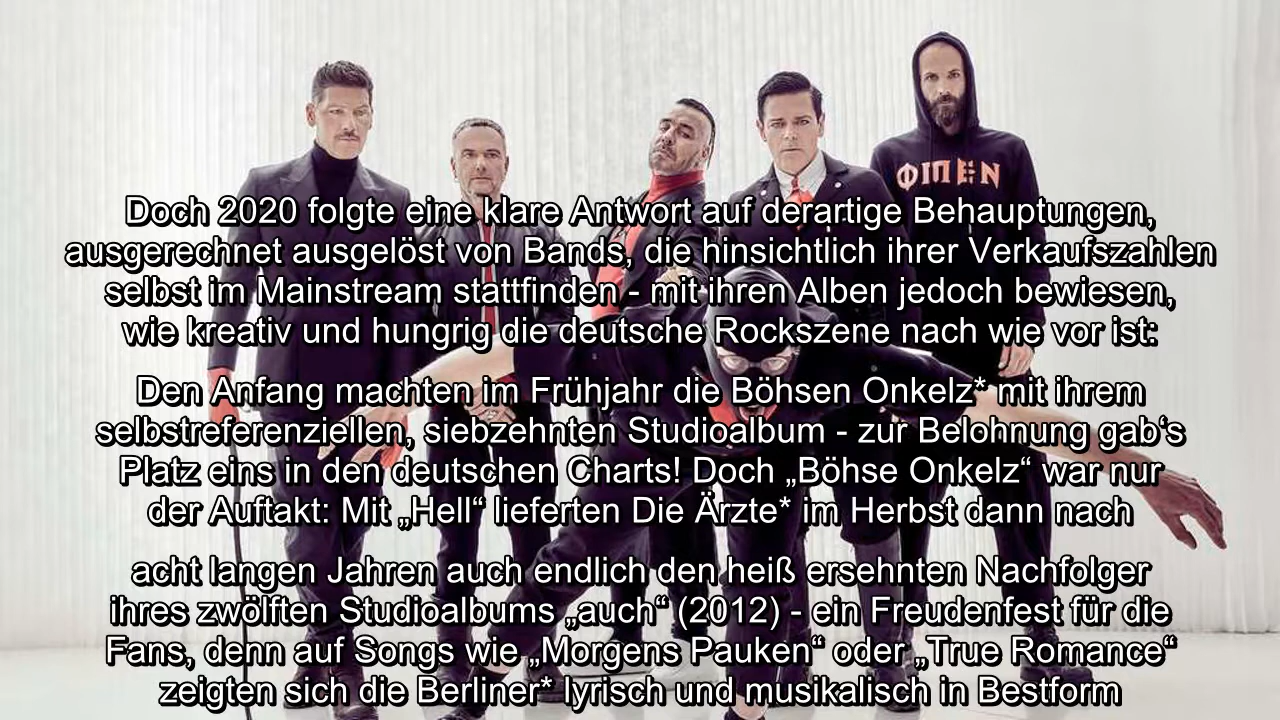 ΦΠΕΝ
Doch 2020 folgte eine klare Antwort auf derartige Behauptungen,
ausgerechnet ausgelöst von Bands, die hinsichtlich ihrer Verkaufszahlen
selbst im Mainstream stattfinden - mit ihren Alben jedoch bewiesen,
wie kreativ und hungrig die deutsche Rockszene nach wie vor ist:
Den Anfang machten im Frühjahr die Böhsen Onkelz* mit ihrem
selbstreferenziellen, siebzehnten Studioalbum - zur Belohnung gab‘s
Platz eins in den deutschen Charts! Doch „Böhse Onkelz“ war nur
der Auftakt: Mit „Hell“ lieferten Die Ärzte* im Herbst dann nach
acht langen Jahren auch endlich den heiß ersehnten Nachfolger
ihres zwölften Studioalbums „auch“ (2012) - ein Freudenfest für die
Fans, denn auf Songs wie „Morgens Pauken“ oder „True Romance“
zeigten sich die Berliner* lyrisch und musikalisch in Bestform